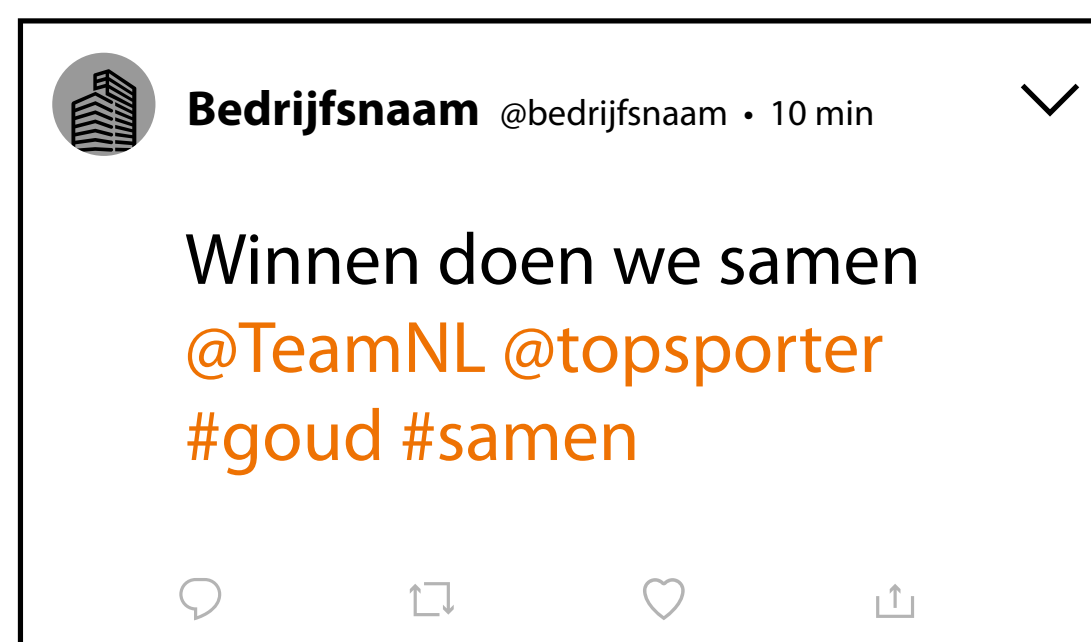 Bedrijfsnaam @bedrijfsnaam • 10 min
Winnen doen we samen
@TeamNL @topsporter
#goud #samen